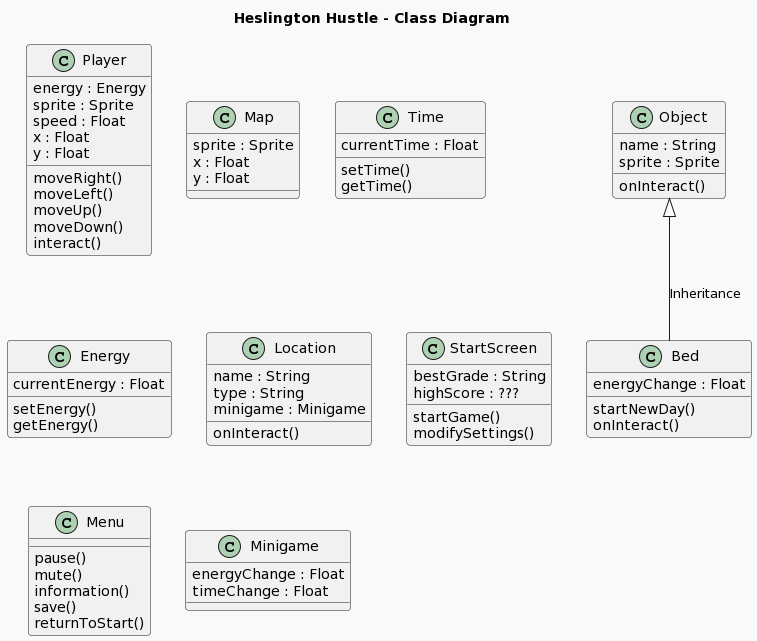 Heslington Hustle - Class Diagram
C Player
energy : Energy
sprite : Sprite
speed : Float
x : Float
y : Float
moveRight()
moveLeft()
moveUp()
moveDown()
interact()
C Map
sprite : Sprite
x : Float
y : Float
C Time
currentTime : Float
setTime()
getTime()
C Object
name : String
sprite : Sprite
onInteract()
Inheritance
C Energy
currentEnergy : Float
setEnergy()
getEnergy()
C Location
name : String
type : String
minigame : Minigame
onInteract()
C StartScreen
bestGrade : String
highScore : ???
startGame()
modifySettings()
C Bed
energyChange : Float
startNewDay()
onInteract()
C Menu
pause()
mute()
information()
save()
returnToStart()
C Minigame
energyChange : Float
timeChange : Float